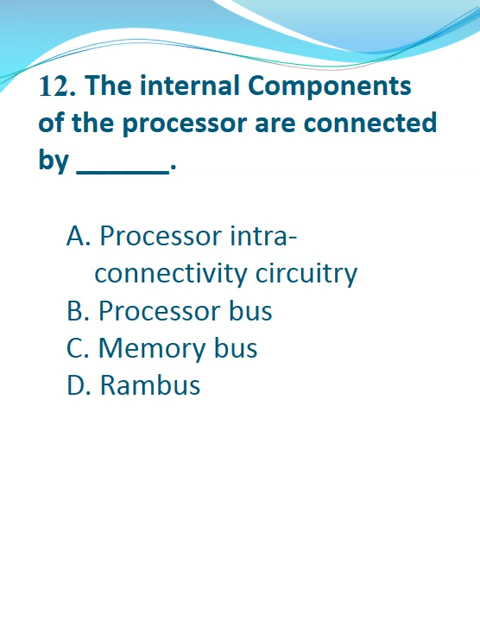 12. The internal Components
of the processor are connected
by ______.
A. Processor intra-
connectivity circuitry
B. Processor bus
C. Memory bus
D. Rambus